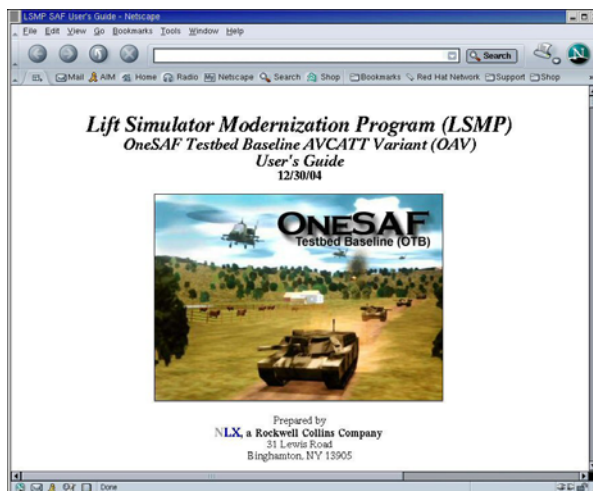 LSMP SAF User's Guide - Netscape
File Edit View Go Bookmarks Tools Window Help
Search
Mail AIM Home Radio Netscape Search Shop Bookmarks Red Hat Network Support Shop
Lift Simulator Modernization Program (LSMP)
OneSAF Testbed Baseline AVCATT Variant (OAV)
User's Guide
12/30/04
ONESAF
Testbed Baseline (OTB)
Prepared by
NLX, a Rockwell Collins Company
31 Lewis Road
Binghamton, NY 13905
Done